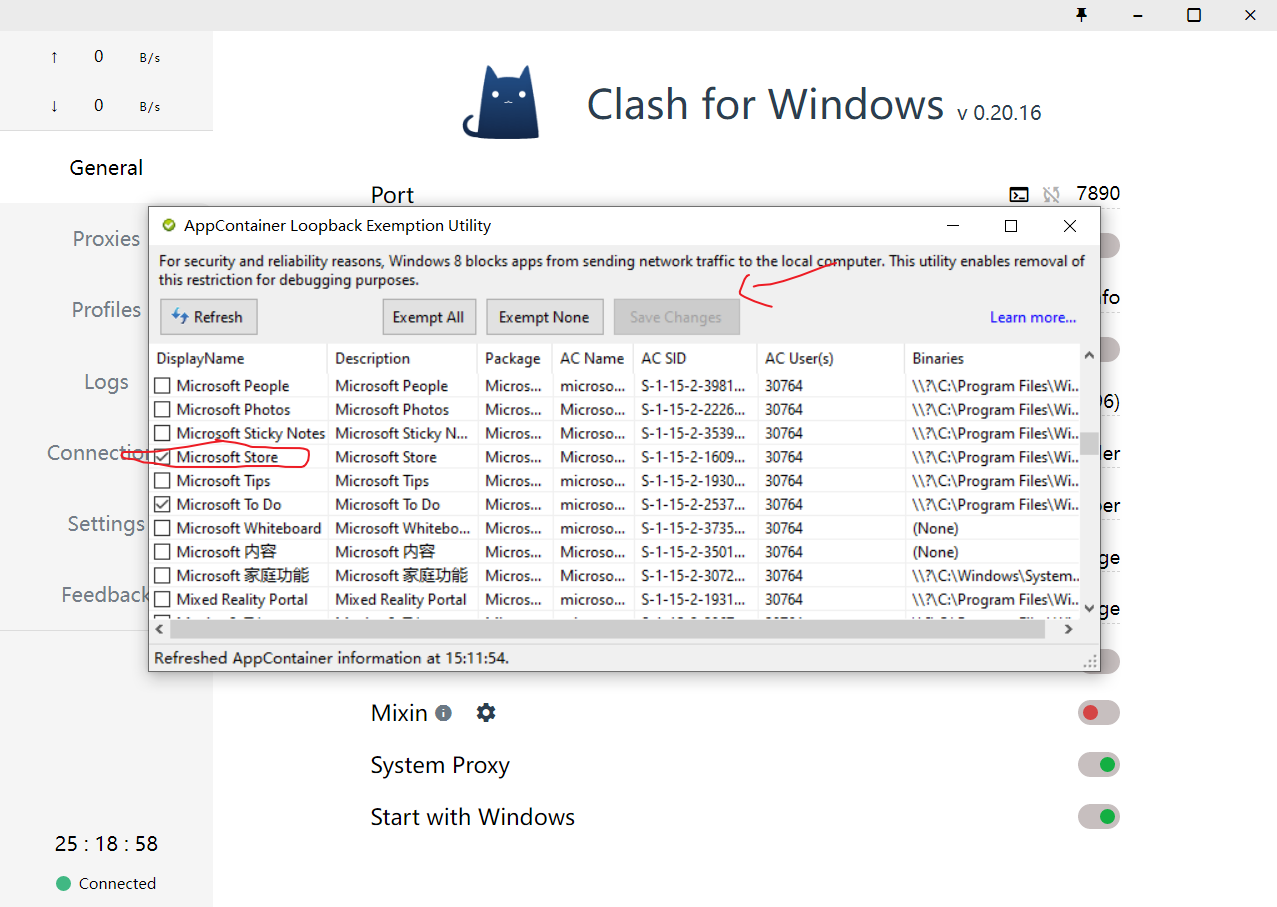 ↑ 0 B/s
↓ 0 B/s
General
Proxies
Profiles
Logs
Connection
Settings
Feedback
25 : 18 : 58
Connected
Clash for Windows v 0.20.16
Port 7890
AppContainer Loopback Exemption Utility
For security and reliability reasons, Windows 8 blocks apps from sending network traffic to the local computer. This utility enables removal of
this restriction for debugging purposes.
Refresh Exempt All Exempt None Save Changes Learn more...
DisplayName Description Package AC Name AC SID AC User(s) Binaries
Microsoft People Microsoft People Micros... microso... S-1-15-2-3981... 30764 \\?\C:\Program Files\Wi...
Microsoft Photos Microsoft Photos Micros... Microso... S-1-15-2-2226... 30764 \\?\C:\Program Files\Wi...
Microsoft Sticky Notes Microsoft Sticky N... Micros... Microso... S-1-15-2-3539... 30764 \\?\C:\Program Files\Wi...
Microsoft Store Microsoft Store Micros... Microso... S-1-15-2-1609... 30764 \\?\C:\Program Files\Wi...
Microsoft Tips Microsoft Tips Micros... microso... S-1-15-2-1930... 30764 \\?\C:\Program Files\Wi...
Microsoft To Do Microsoft To Do Micros... Microso... S-1-15-2-2537... 30764 \\?\C:\Program Files\Wi...
Microsoft Whiteboard Microsoft Whitebo... Micros... microso... S-1-15-2-3735... 30764 (None)
Microsoft 内容 Microsoft 内容 Micros... Microso... S-1-15-2-3501... 30764 (None)
Microsoft 家庭功能 Microsoft 家庭功能 Micros... Microso... S-1-15-2-3072... 30764 \\?\C:\Windows\System...
Mixed Reality Portal Mixed Reality Portal Micros... microso... S-1-15-2-1931... 30764 \\?\C:\Program Files\Wi...
Refreshed AppContainer information at 15:11:54.
Mixin
System Proxy
Start with Windows